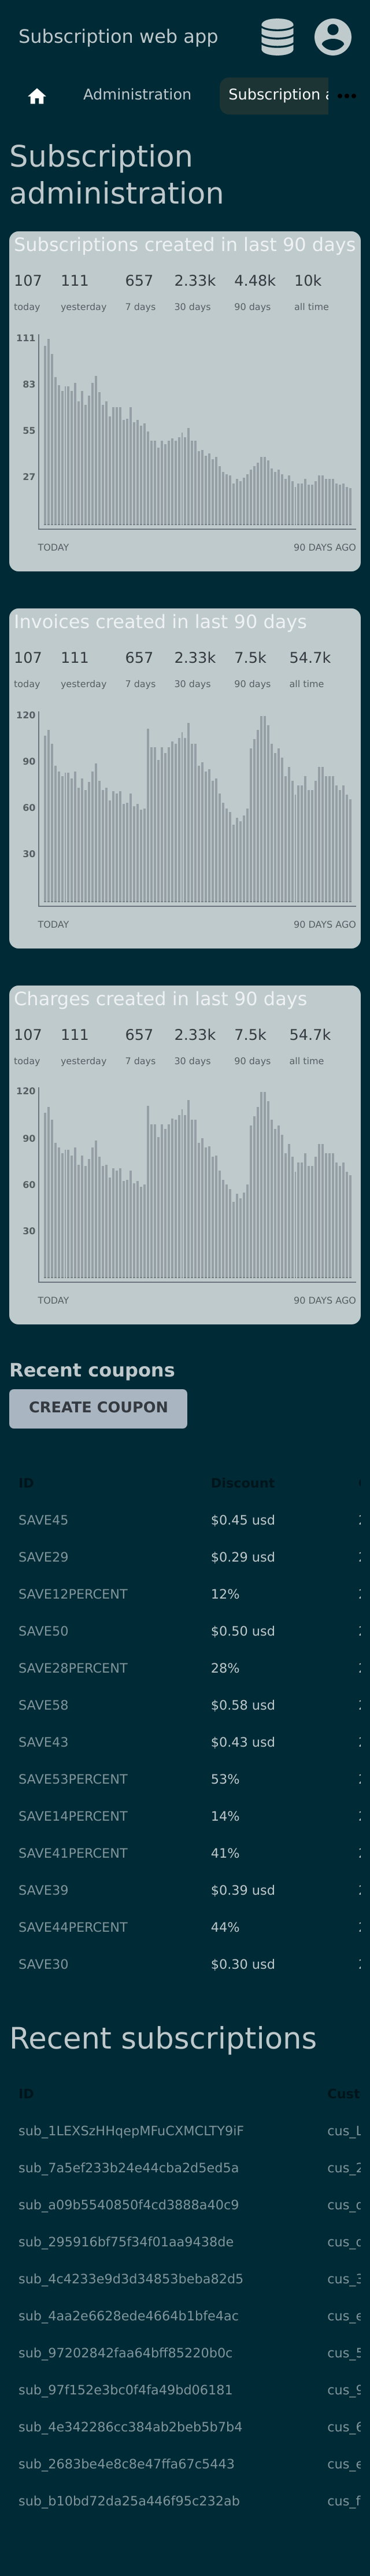 Subscription web app
Administration
Subscription
Subscription
administration
Subscriptions created in last 90 days
107 111 657 2.33k 4.48k 10k
today yesterday 7 days 30 days 90 days all time
111
83
55
27
TODAY 90 DAYS AGO
Invoices created in last 90 days
107 111 657 2.33k 7.5k 54.7k
today yesterday 7 days 30 days 90 days all time
120
90
60
30
TODAY 90 DAYS AGO
Charges created in last 90 days
107 111 657 2.33k 7.5k 54.7k
today yesterday 7 days 30 days 90 days all time
120
90
60
30
TODAY 90 DAYS AGO
Recent coupons
CREATE COUPON
ID Discount
SAVE45 $0.45 usd
SAVE29 $0.29 usd
SAVE12PERCENT 12%
SAVE50 $0.50 usd
SAVE28PERCENT 28%
SAVE58 $0.58 usd
SAVE43 $0.43 usd
SAVE53PERCENT 53%
SAVE14PERCENT 14%
SAVE41PERCENT 41%
SAVE39 $0.39 usd
SAVE44PERCENT 44%
SAVE30 $0.30 usd
Recent subscriptions
ID Cust
sub_1LEXSzHHqepMFuCXMCLTY9iF cus_L
sub_7a5ef233b24e44cba2d5ed5a cus_2
sub_a09b5540850f4cd3888a40c9 cus_
sub_295916bf75f34f01aa9438de cus_
sub_4c4233e9d3d34853beba82d5 cus_3
sub_4aa2e6628ede4664b1bfe4ac cus_e
sub_97202842faa64bff85220b0c cus_5
sub_97f152e3bc0f4fa49bd06181 cus_9
sub_4e342286cc384ab2beb5b7b4 cus_6
sub_2683be4e8c8e47ffa67c5443 cus_e
sub_b10bd72da25a446f95c232ab cus_f